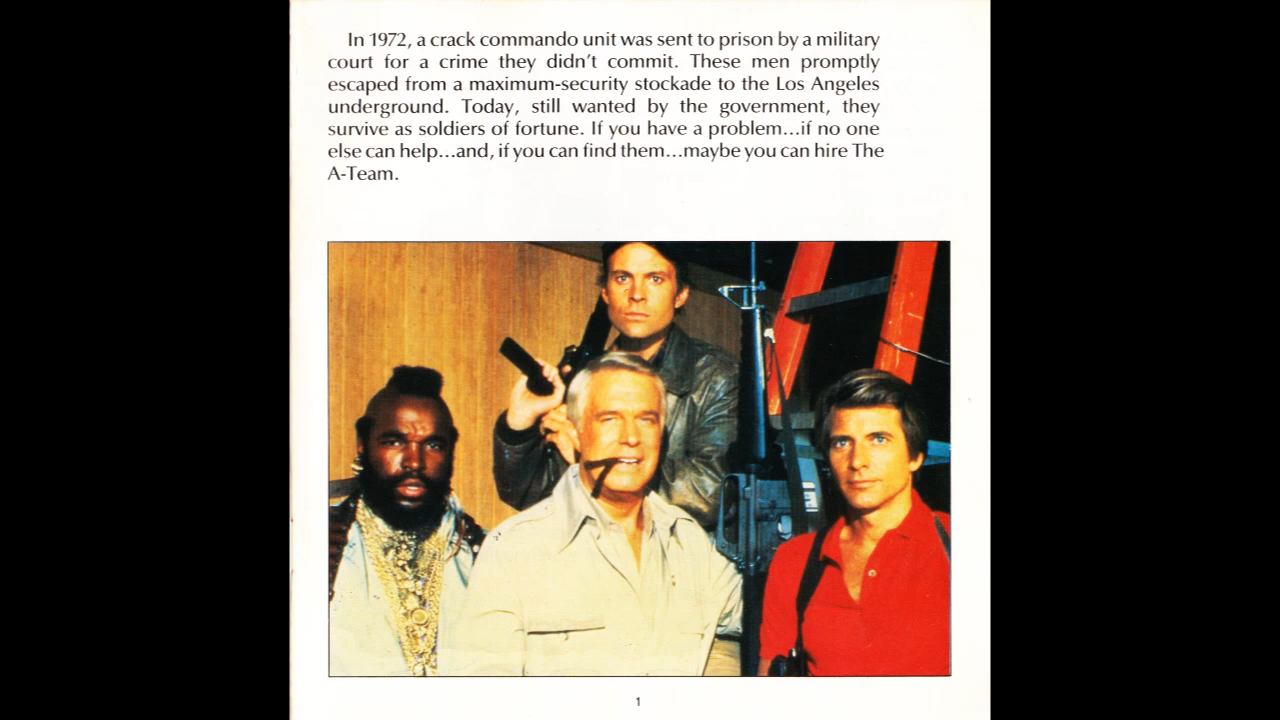 In 1972, a crack commando unit was sent to prison by a military
court for a crime they didn't commit. These men promptly
escaped from a maximum-security stockade to the Los Angeles
underground. Today, still wanted by the government, they
survive as soldiers of fortune. If you have a problem...if no one
else can help...and, if you can find them...maybe you can hire The
A-Team.
1